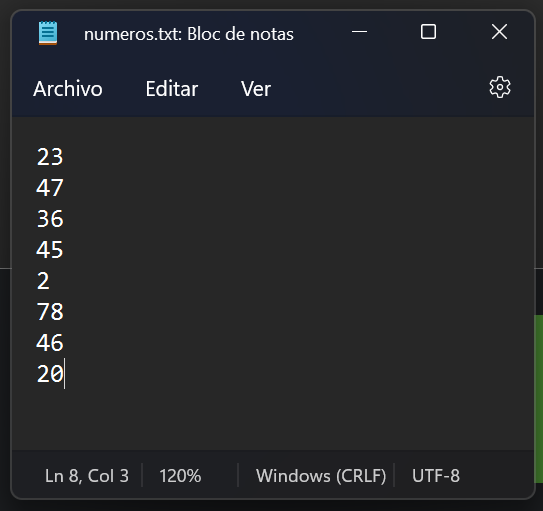 numeros.txt: Bloc de notas
Archivo Editar Ver
23
47
36
45
2
78
46
20
Ln 8, Col 3 120% Windows (CRLF) UTF-8